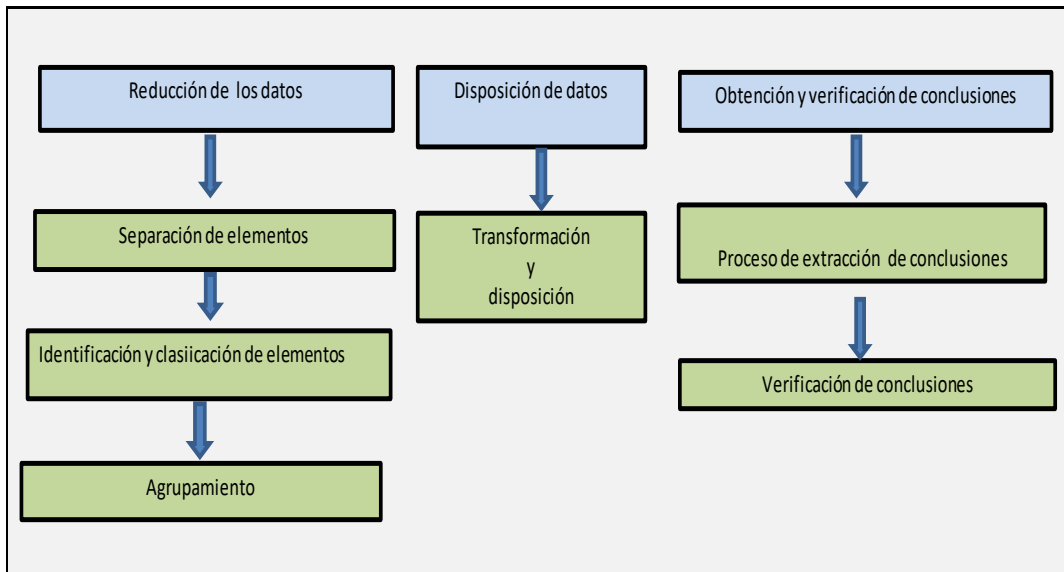 Reducción de los datos
Separación de elementos
Identificación y clasiicación de elementos
Agrupamiento
Disposición de datos
Transformación
y
disposición
Obtención y verificación de conclusiones
Proceso de extracción de conclusiones
Verificación de conclusiones